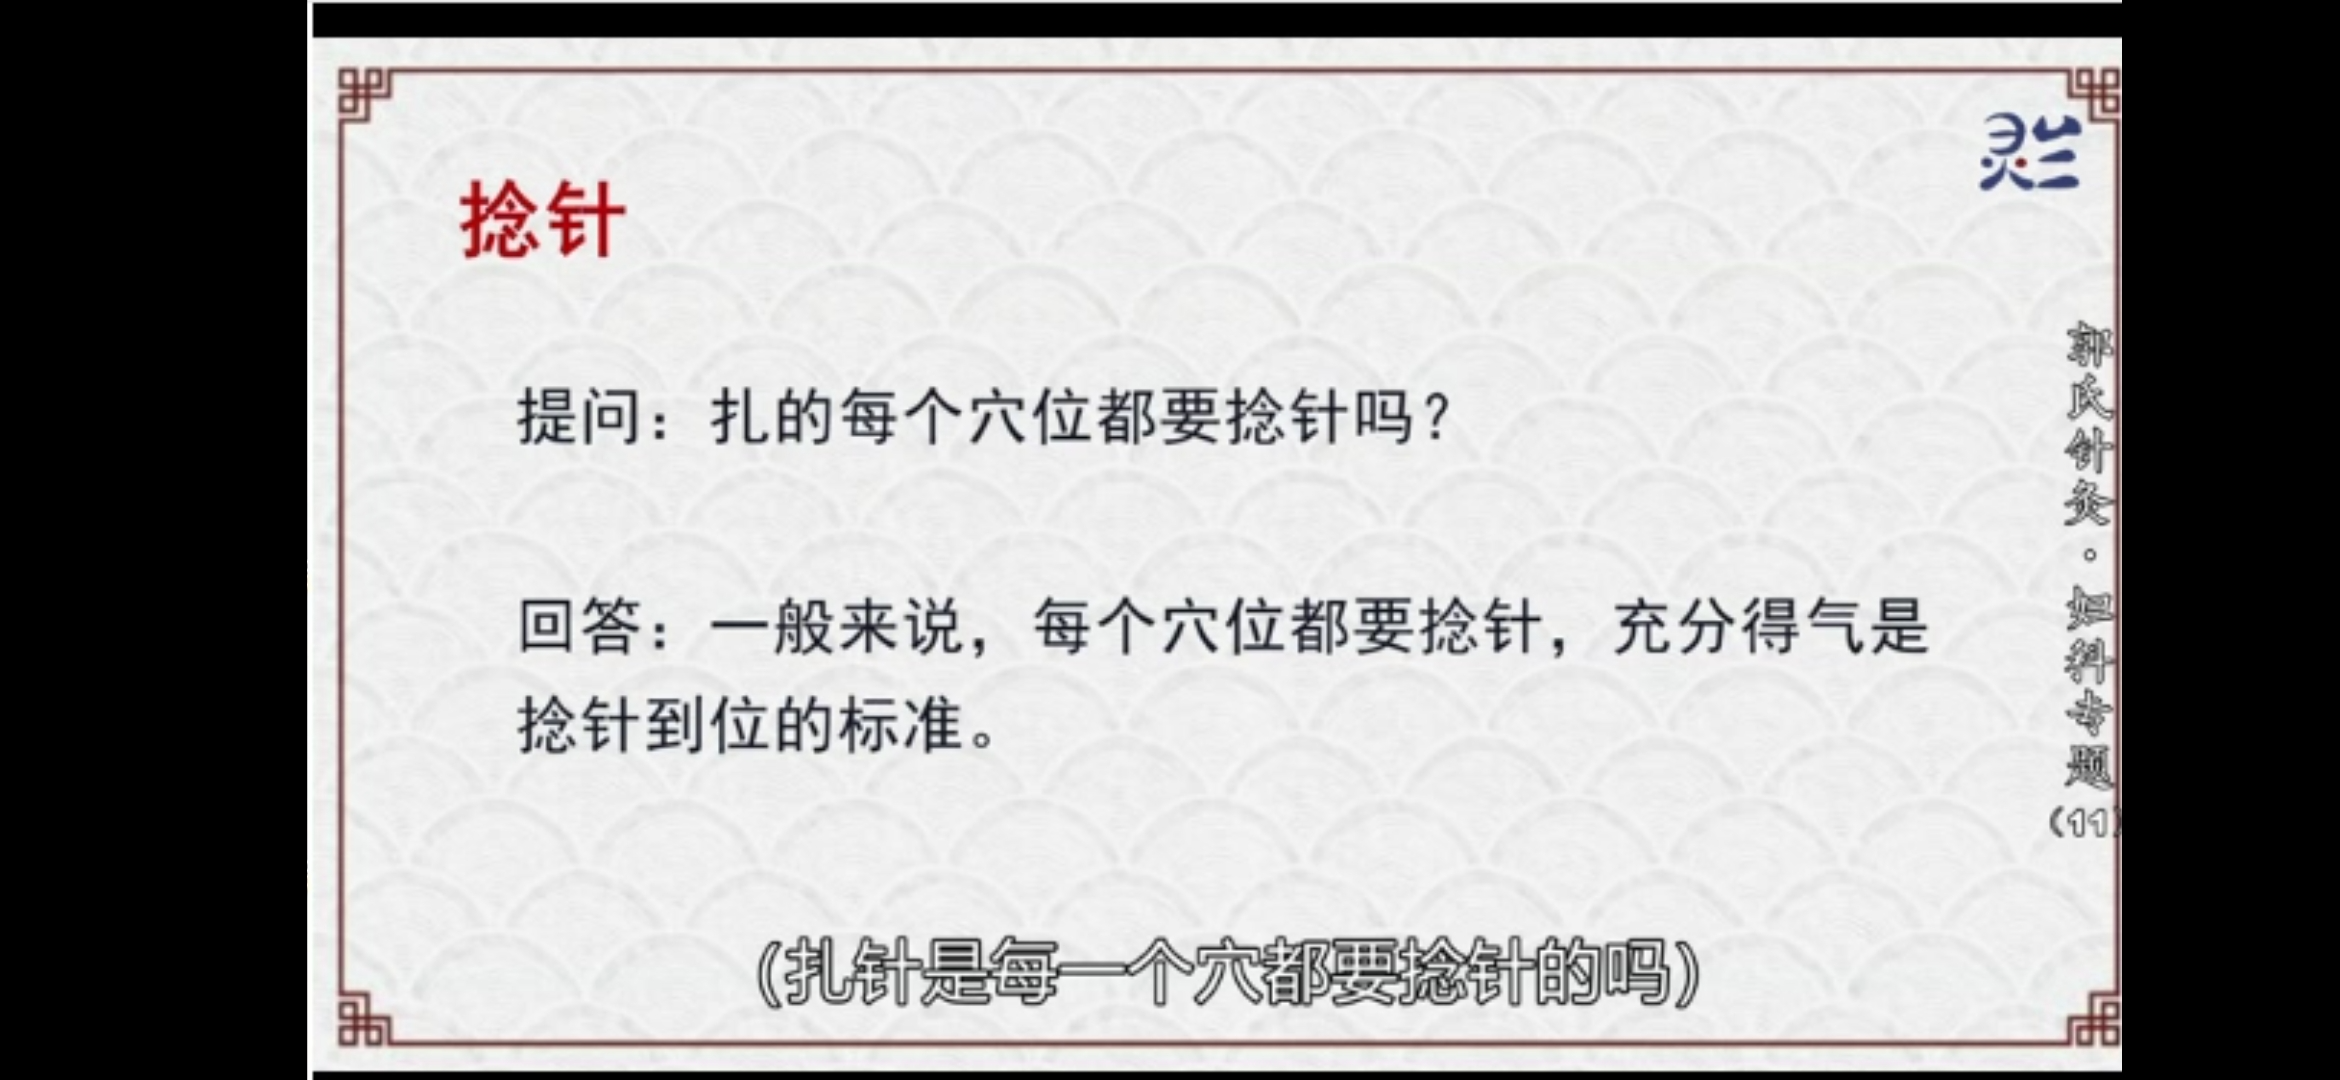 捻针
提问：扎的每个穴位都要捻针吗？
回答：一般来说，每个穴位都要捻针，充分得气是
捻针到位的标准。
(扎针是每一个穴都要捻针的吗)
郭氏针灸·妇科专题(11)
灵兰